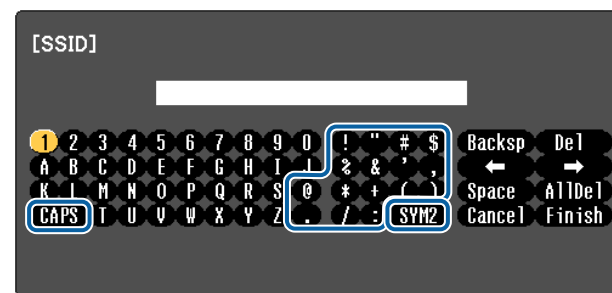 [SSID]
1 2 3 4 5 6 7 8 9 0 ! " # $ Backsp Del
A B C D E F G H I J % & ' , ← →
K L M N O P Q R S @ * + ( ) Space AllDel
CAPS T U V W X Y Z . / : SYM2 Cancel Finish